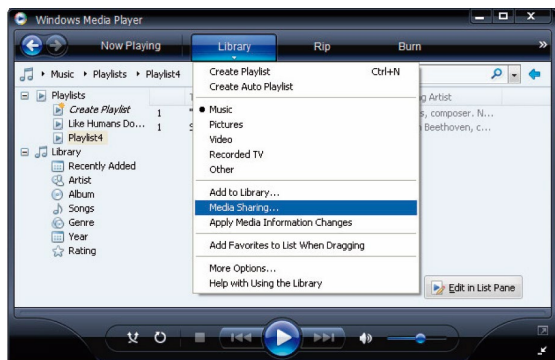 Windows Media Player
Now Playing Library Rip Burn »
Music Playlists Playlist4
Create Playlist Ctrl+N
Create Auto Playlist
Music
Pictures
Video
Recorded TV
Other
Add to Library...
Media Sharing...
Apply Media Information Changes
Add Favorites to List When Dragging
More Options...
Help with Using the Library
Playlists
Create Playlist 1
Like Humans Do... 1
Playlist4
Library
Recently Added
Artist
Album
Songs
Genre
Year
Rating
Artist
s, composer. N...
Beethoven, c...
Edit in List Pane